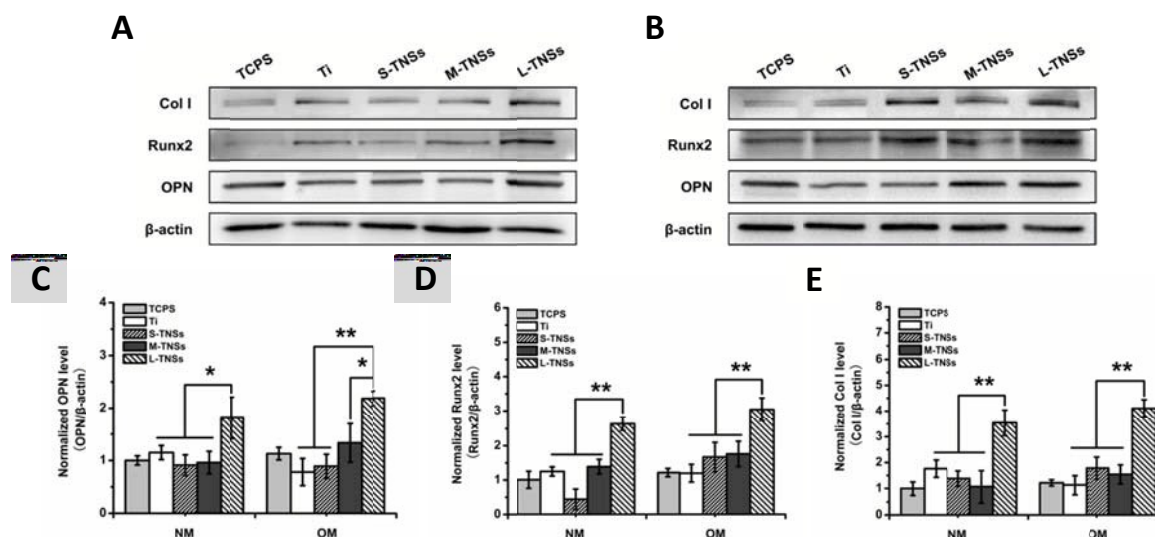 A
TCPS Ti S-TNSs M-TNSs L-TNSs
Col I
Runx2
OPN
β-actin
B
TCPS Ti S-TNSs M-TNSs L-TNSs
Col I
Runx2
OPN
β-actin
C
Normalized OPN level
(OPN/β-actin)
4
3
2
1
0
TCPS
Ti
S-TNSs
M-TNSs
L-TNSs
*
**
*
NM OM
D
Normalized Runx2 level
(Runx2/β-actin)
6
5
4
3
2
1
0
TCPS
Ti
S-TNSs
M-TNSs
L-TNSs
**
**
NM OM
E
Normalized Col I level
(Col I/β-actin)
8
7
6
5
4
3
2
1
0
TCPS
Ti
S-TNSs
M-TNSs
L-TNSs
**
**
NM OM